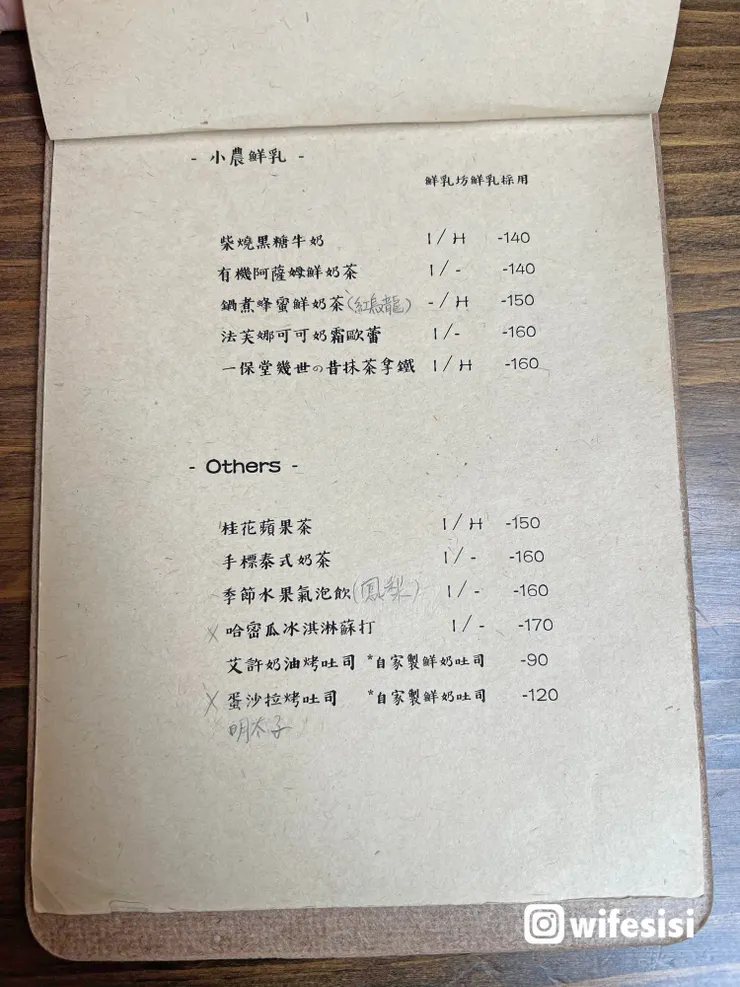 - 小農鮮乳 -
鮮乳坊鮮乳採用
柴燒黑糖牛奶 I / H -140
有機阿薩姆鮮奶茶 I / - -140
鍋煮蜂蜜鮮奶茶(紅烏龍) - / H -150
法芙娜可可奶霜歐蕾 I / - -160
一保堂幾世の昔抹茶拿鐵 I / H -160
- Others -
桂花蘋果茶 I / H -150
手標泰式奶茶 I / - -160
季節水果氣泡飲(鳳梨) I / - -160
X 哈密瓜冰淇淋蘇打 I / - -170
艾許奶油烤吐司 *自家製鮮奶吐司 -90
X 蛋沙拉烤吐司 *自家製鮮奶吐司 -120
明太子
wifesisi